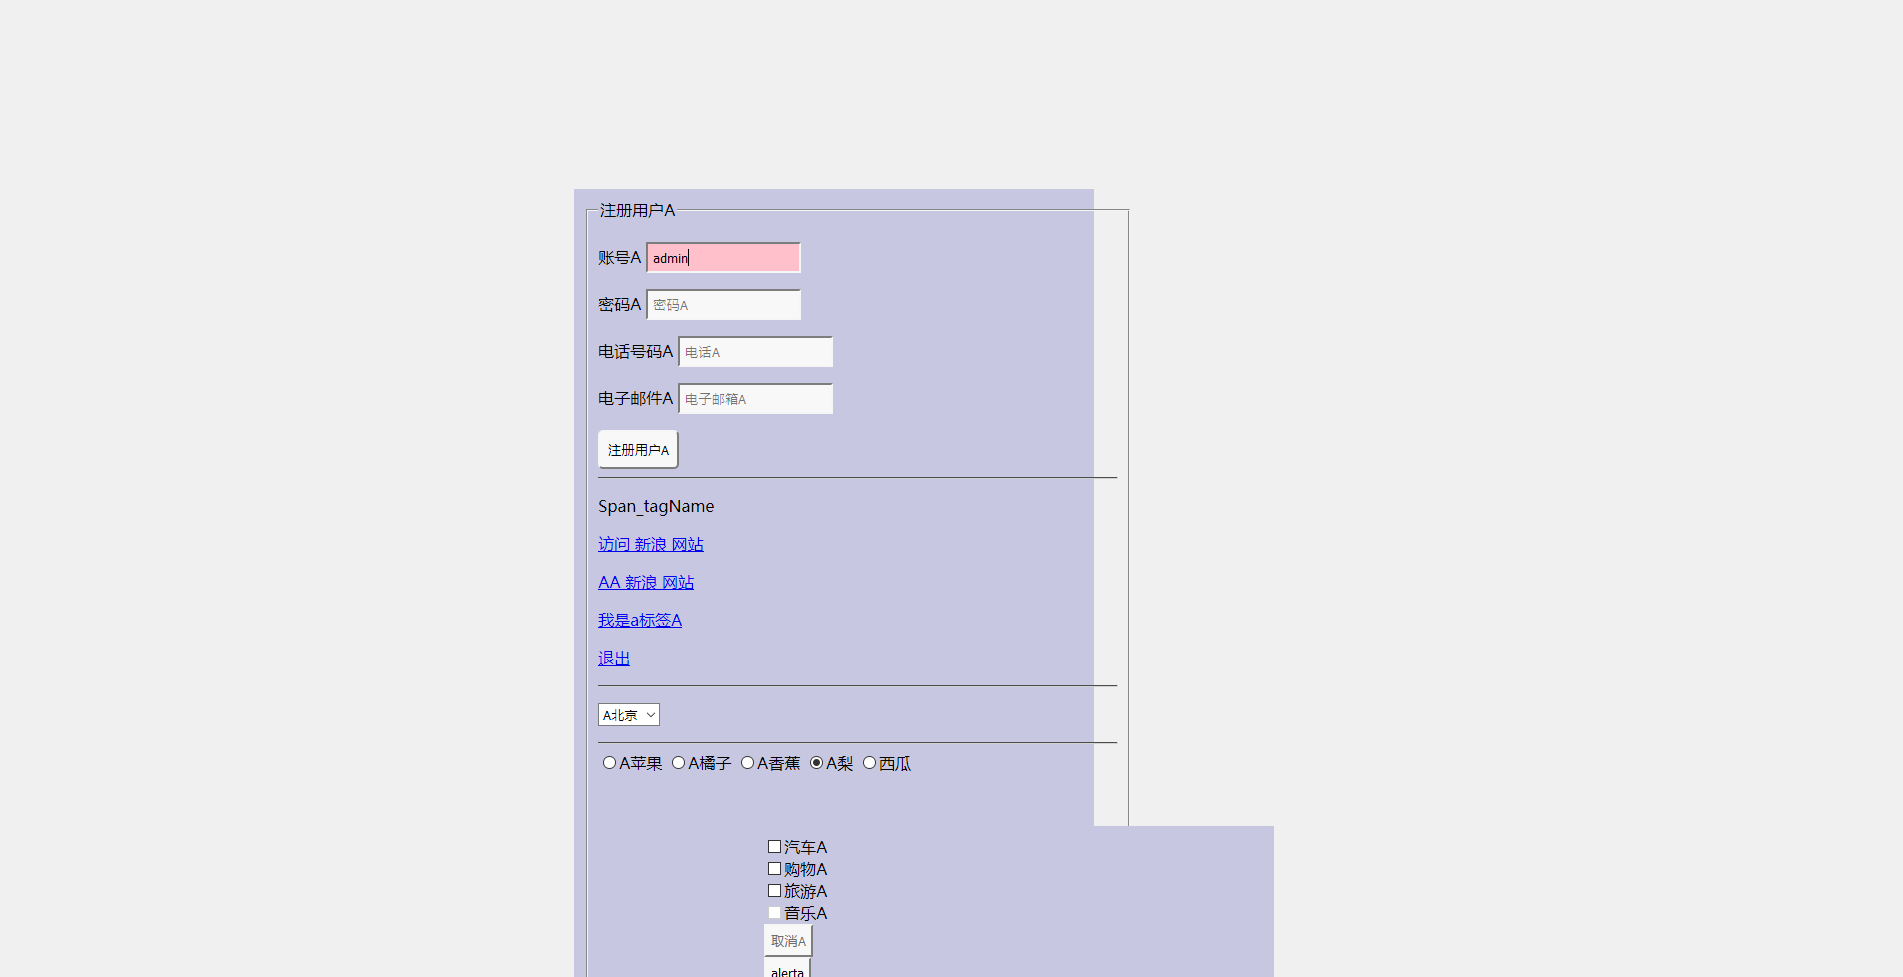 注册用户A
账号A admin
密码A 密码A
电话号码A 电话A
电子邮件A 电子邮箱A
注册用户A
Span_tagName
访问 新浪 网站
AA 新浪 网站
我是a标签A
退出
A北京
A苹果 A橘子 A香蕉 A梨 西瓜
汽车A
购物A
旅游A
音乐A
取消A
alerta